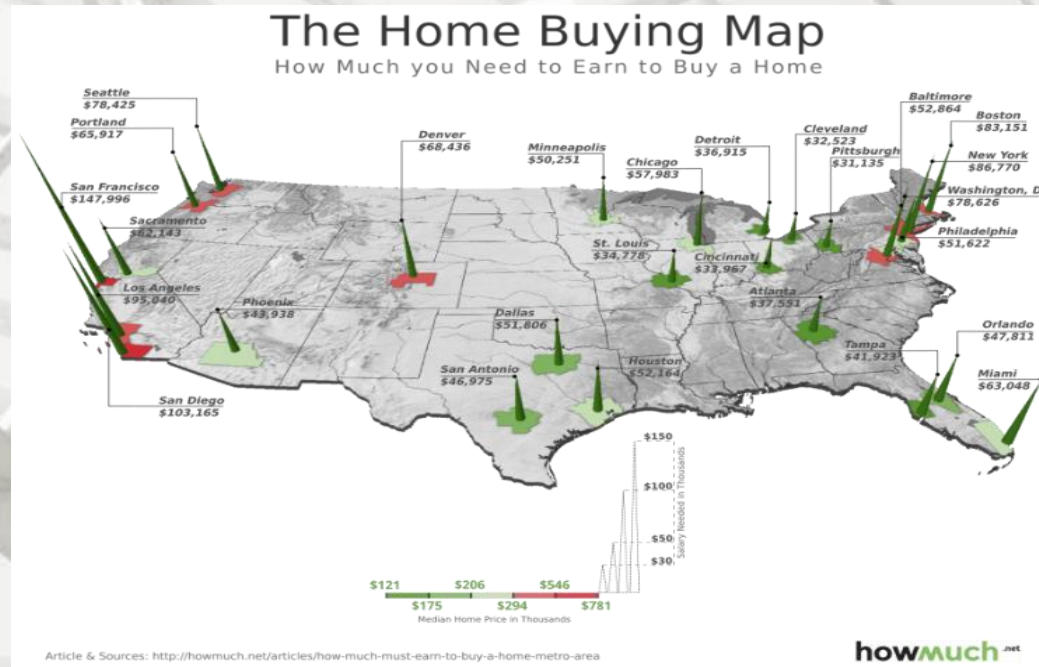 The Home Buying Map
How Much you Need to Earn to Buy a Home
Seattle
$78,425
Portland
$65,917
San Francisco
$147,996
Sacramento
$62,143
Los Angeles
$95,040
San Diego
$103,165
Phoenix
$43,938
Denver
$68,436
Minneapolis
$50,251
Chicago
$57,983
Detroit
$36,915
Cleveland
$32,523
Pittsburgh
$31,135
Baltimore
$52,864
Boston
$83,151
New York
$86,770
Washington, D
$78,626
Philadelphia
$51,622
St. Louis
$34,778
Cincinnati
$33,967
Atlanta
$37,551
Dallas
$51,806
San Antonio
$46,975
Houston
$52,164
Tampa
$41,923
Orlando
$47,811
Miami
$63,048
$150
$100
$50
$30
Salary Needed in Thousands
$121 $206 $546
$175 $294 $781
Median Home Price in Thousands
Article & Sources: http://howmuch.net/articles/how-much-must-earn-to-buy-a-home-metro-area
howmuch.net